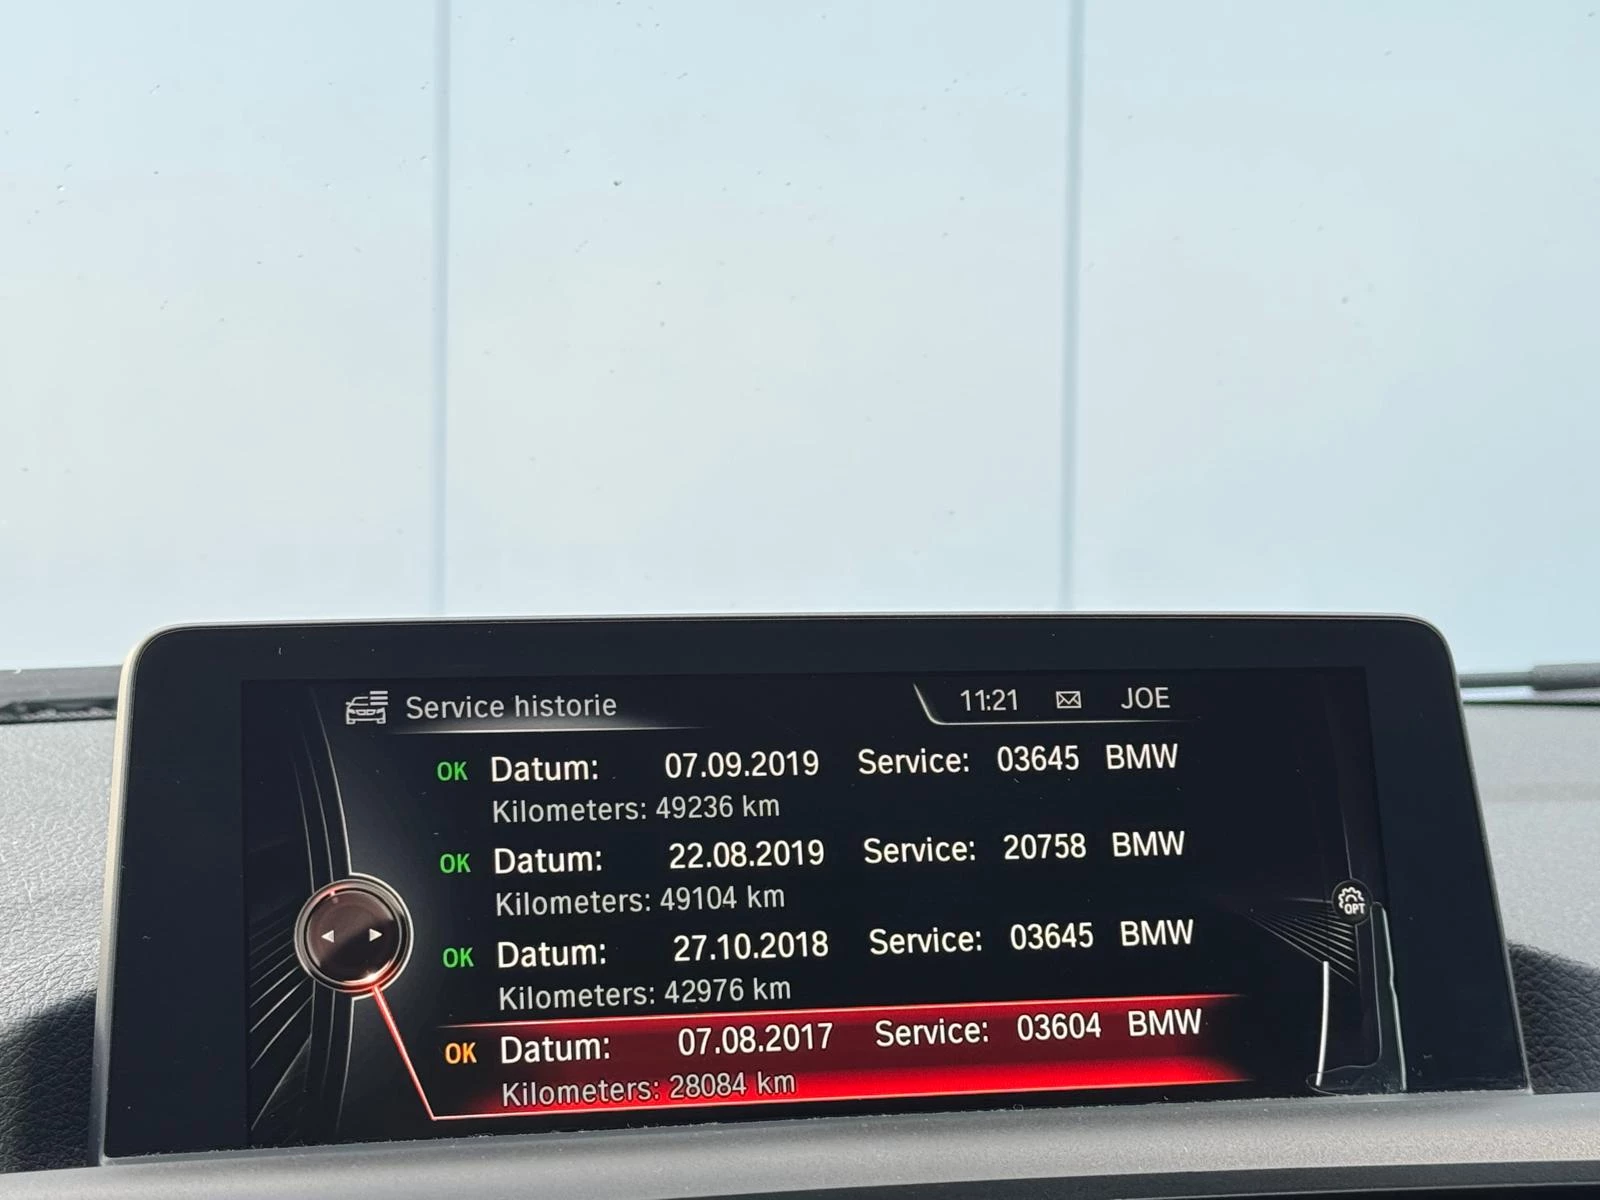 Service historie 11:21 JOE
OK Datum: 07.09.2019 Service: 03645 BMW
Kilometers: 49236 km
OK Datum: 22.08.2019 Service: 20758 BMW
Kilometers: 49104 km
OK Datum: 27.10.2018 Service: 03645 BMW
Kilometers: 42976 km
OK Datum: 07.08.2017 Service: 03604 BMW
Kilometers: 28084 km
OPT